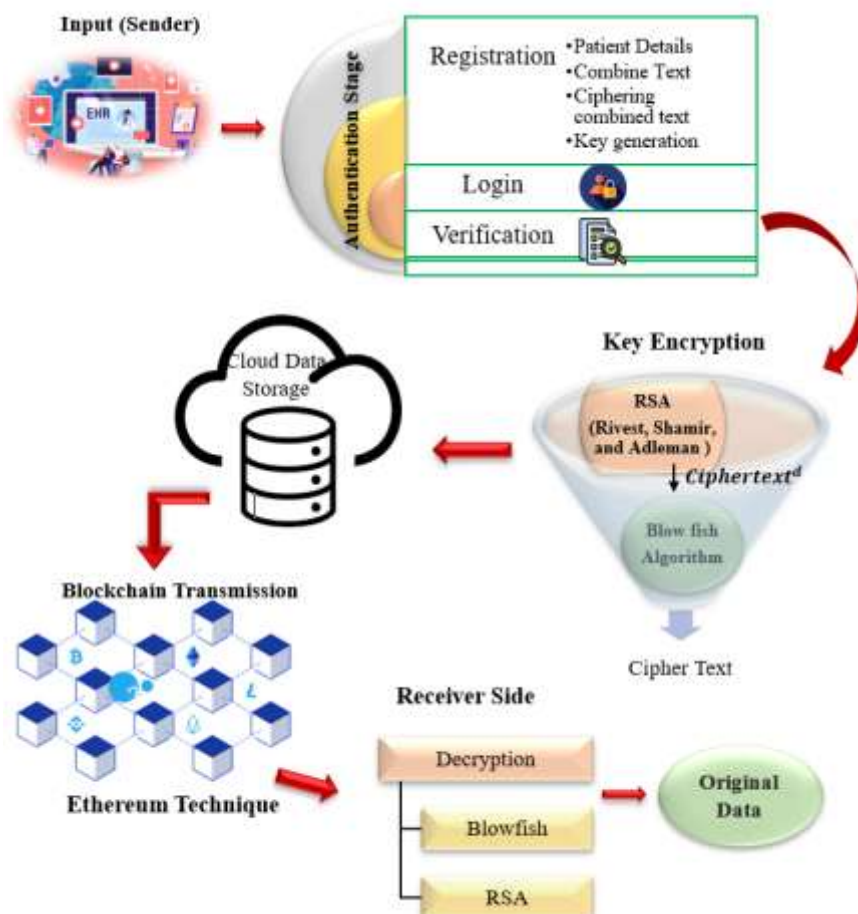 Input (Sender)
EHR
Authentication Stage
Registration
•Patient Details
•Combine Text
•Ciphering
combined text
•Key generation
Login
Verification
Key Encryption
RSA
(Rivest, Shamir,
and Adleman )
Ciphertextᵈ
Blow fish
Algorithm
Cipher Text
Cloud Data
Storage
Blockchain Transmission
Ethereum Technique
Receiver Side
Decryption
Blowfish
RSA
Original
Data